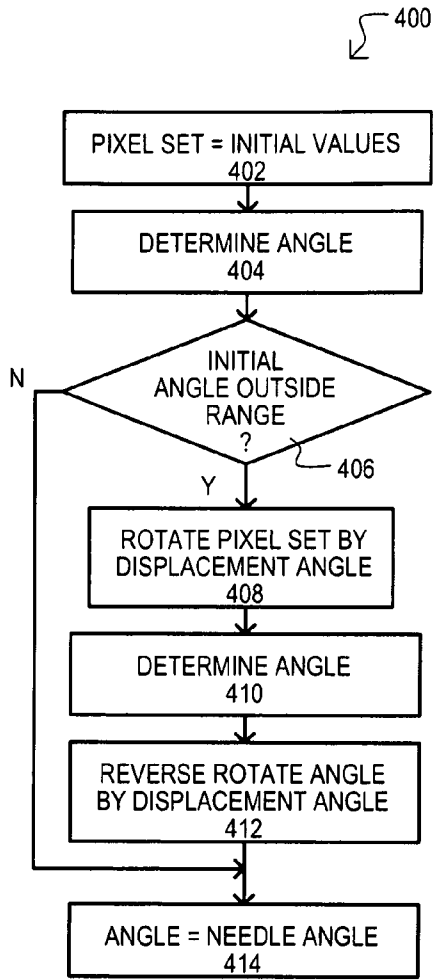 400
PIXEL SET = INITIAL VALUES
402
DETERMINE ANGLE
404
INITIAL
ANGLE OUTSIDE
RANGE
?
406
N
Y
ROTATE PIXEL SET BY
DISPLACEMENT ANGLE
408
DETERMINE ANGLE
410
REVERSE ROTATE ANGLE
BY DISPLACEMENT ANGLE
412
ANGLE = NEEDLE ANGLE
414